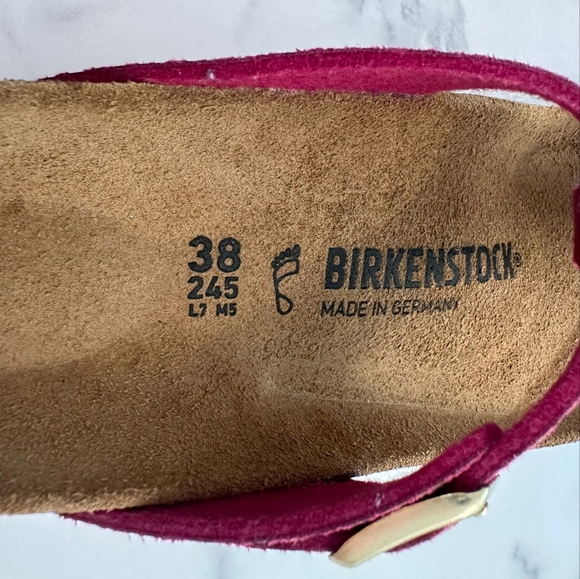 38
245
L7 M5
BIRKENSTOCK®
MADE IN GERMANY